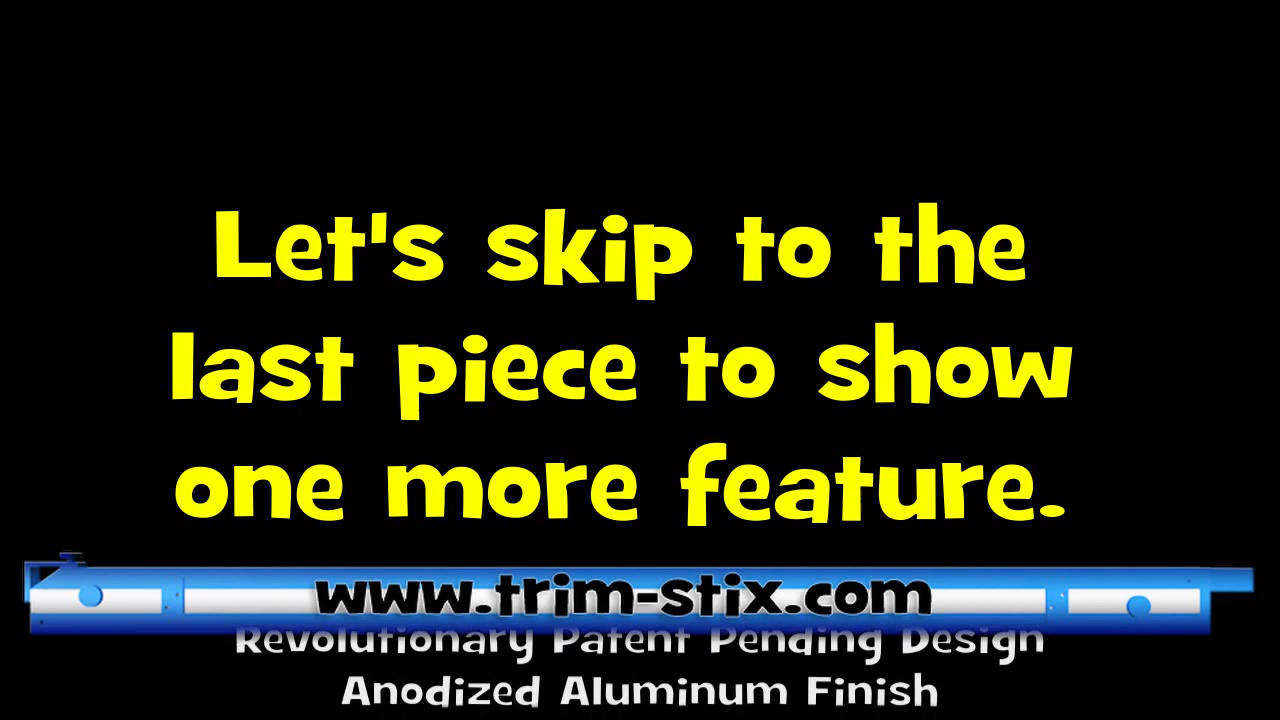 Let's skip to the
last piece to show
one more feature.
www.trim-stix.com
Revolutionary Patent Pending Design
Anodized Aluminum Finish